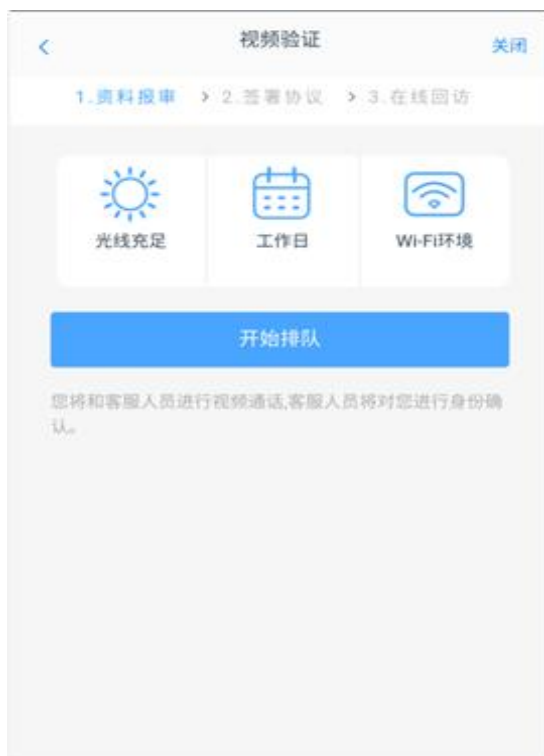 视频验证
关闭
1.资料报审 > 2.签署协议 > 3.在线回访
光线充足 工作日 Wi-Fi环境
开始排队
您将和客服人员进行视频通话,客服人员将对您进行身份确
认。